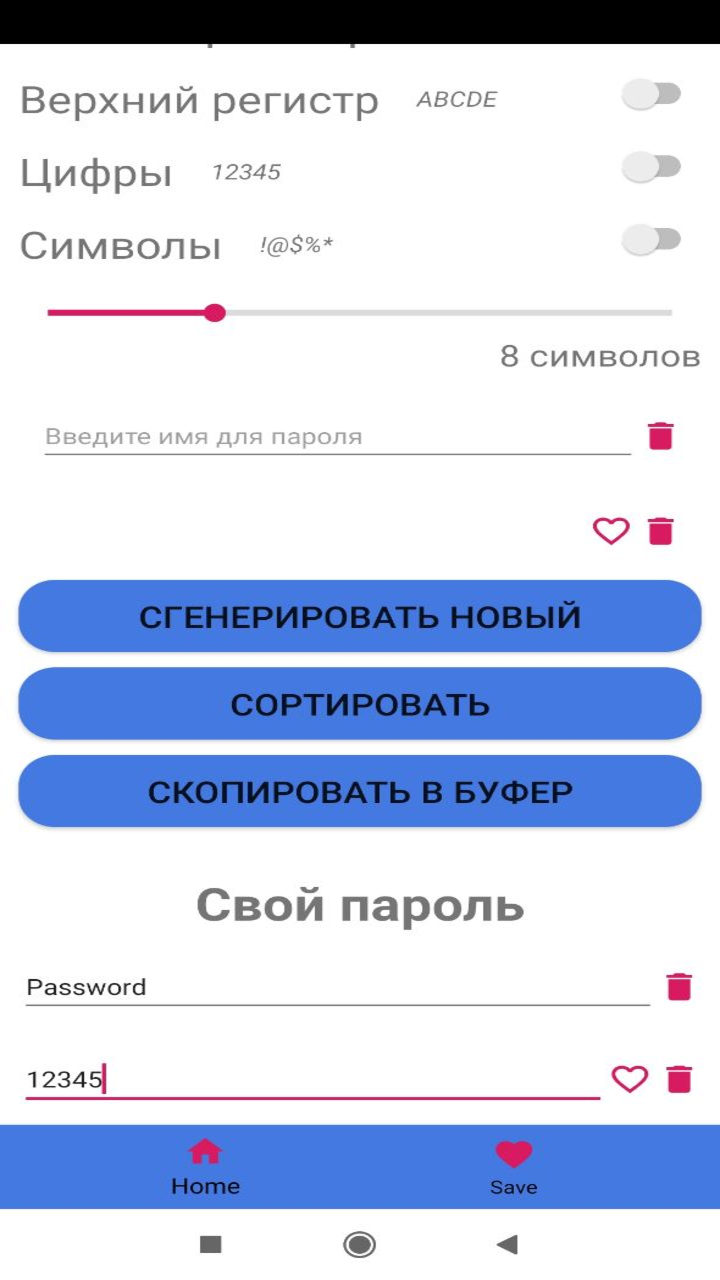 Верхний регистр ABCDE
Цифры 12345
Символы !@$%*
8 символов
Введите имя для пароля
СГЕНЕРИРОВАТЬ НОВЫЙ
СОРТИРОВАТЬ
СКОПИРОВАТЬ В БУФЕР
Свой пароль
Password
12345
Home Save